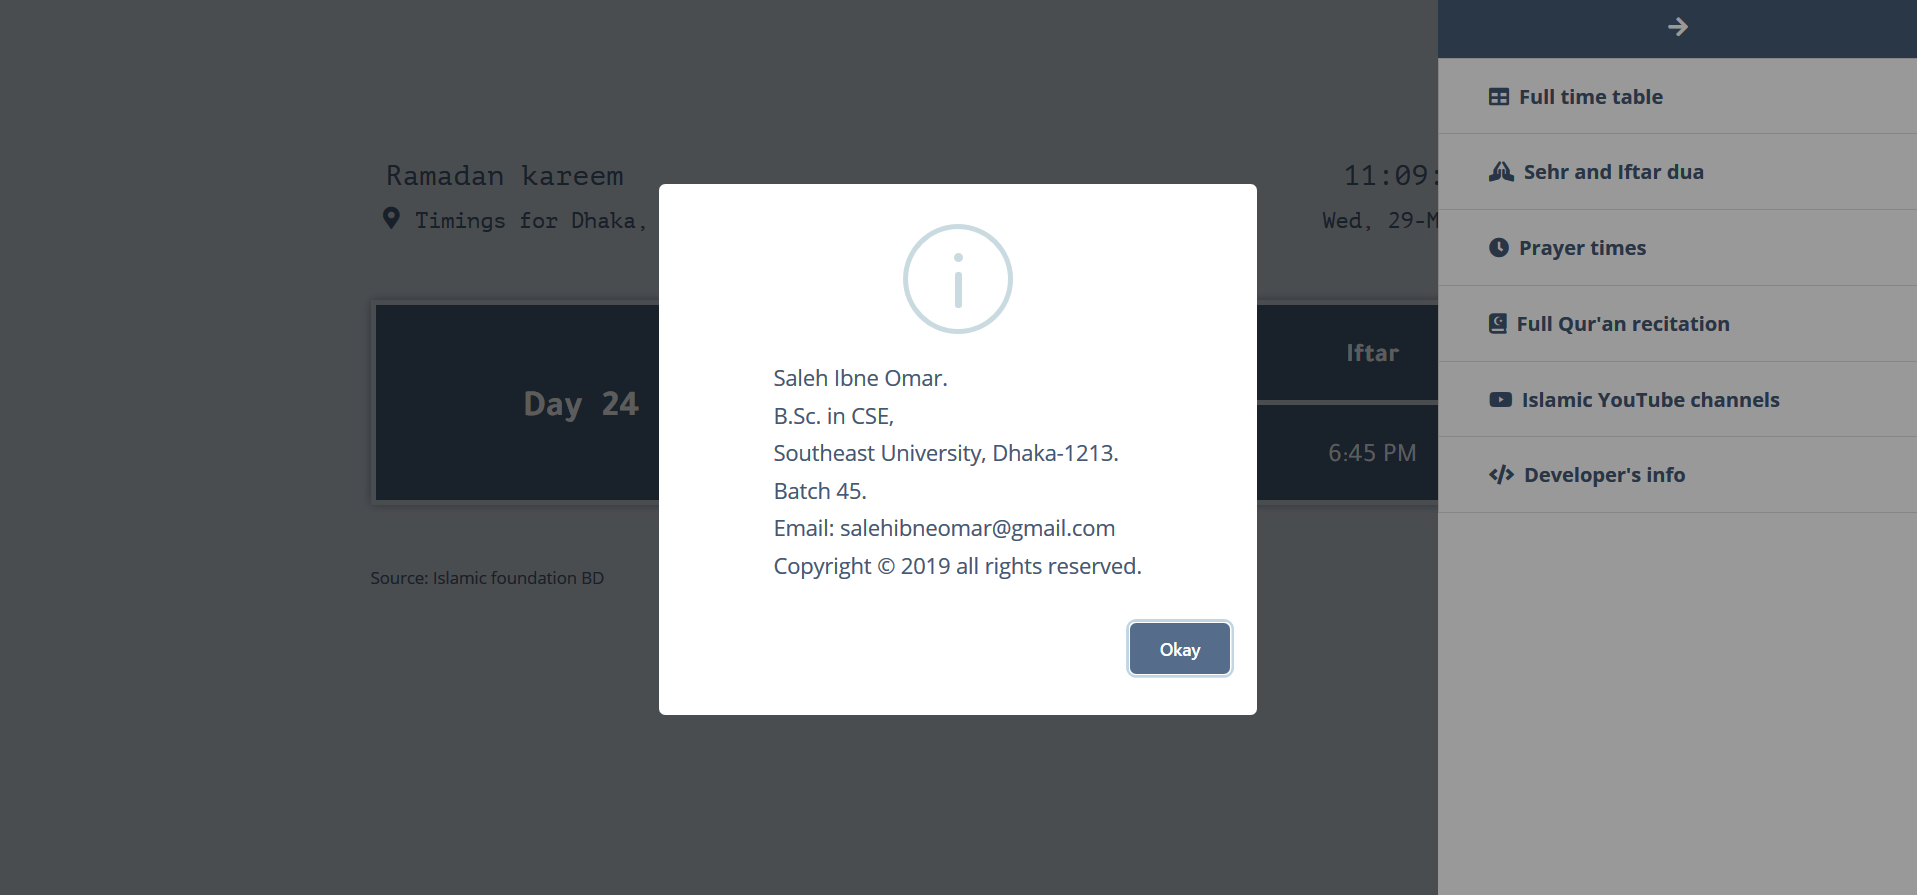 Ramadan kareem
11:09:
Timings for Dhaka,
Wed, 29-M
Day 24
Iftar
6:45 PM
Source: Islamic foundation BD
Saleh Ibne Omar.
B.Sc. in CSE,
Southeast University, Dhaka-1213.
Batch 45.
Email: salehibneomar@gmail.com
Copyright © 2019 all rights reserved.
Okay
Full time table
Sehr and Iftar dua
Prayer times
Full Qur'an recitation
Islamic YouTube channels
Developer's info